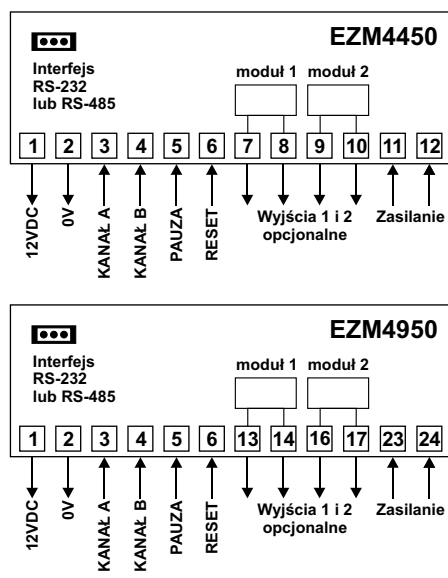 EZM4450
Interfejs
RS-232
lub RS-485
moduł 1 moduł 2
1 2 3 4 5 6 7 8 9 10 11 12
12VDC
0V
KANAŁ A
KANAŁ B
PAUZA
RESET
Wyjścia 1 i 2
opcjonalne
Zasilanie
EZM4950
Interfejs
RS-232
lub RS-485
moduł 1 moduł 2
1 2 3 4 5 6 13 14 16 17 23 24
12VDC
0V
KANAŁ A
KANAŁ B
PAUZA
RESET
Wyjścia 1 i 2
opcjonalne
Zasilanie